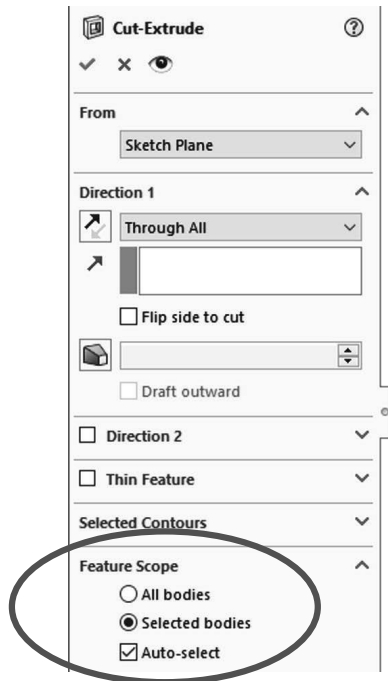 Cut-Extrude
From
Sketch Plane
Direction 1
Through All
Flip side to cut
Draft outward
Direction 2
Thin Feature
Selected Contours
Feature Scope
All bodies
Selected bodies
Auto-select